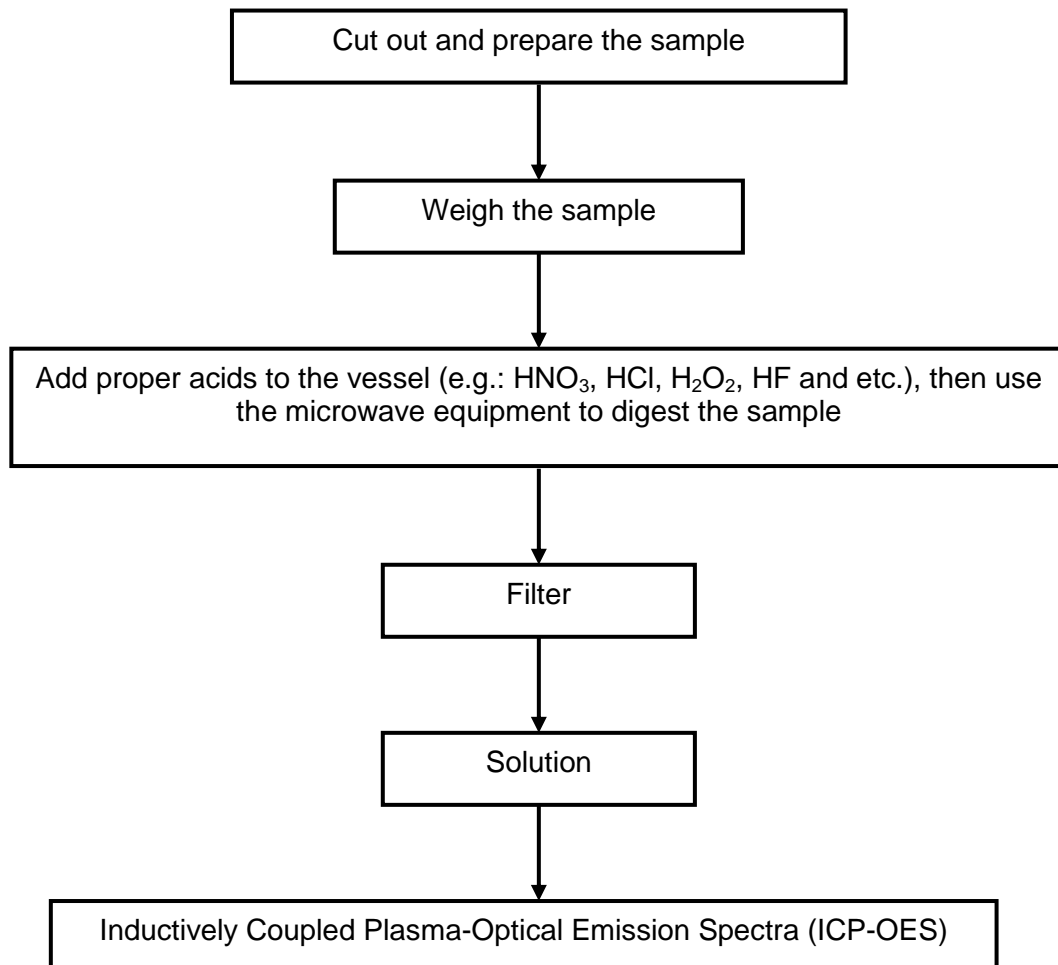 Cut out and prepare the sample
Weigh the sample
Add proper acids to the vessel (e.g.: HNO₃, HCl, H₂O₂, HF and etc.), then use
the microwave equipment to digest the sample
Filter
Solution
Inductively Coupled Plasma-Optical Emission Spectra (ICP-OES)